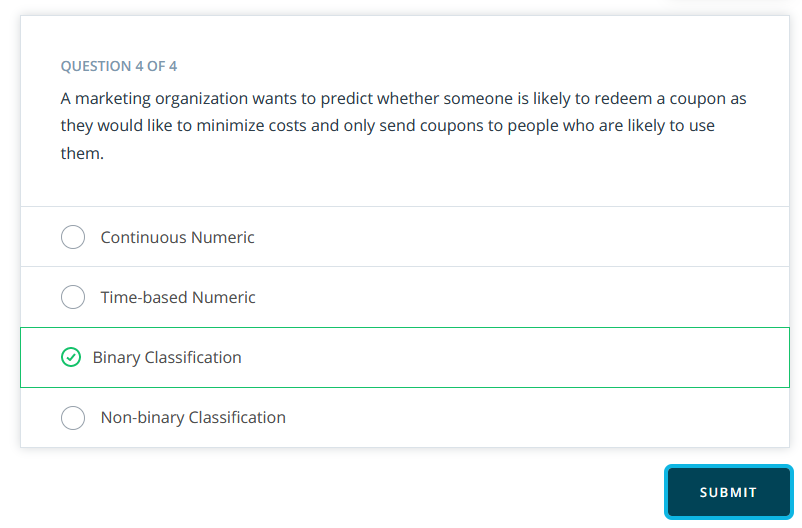 QUESTION 4 OF 4
A marketing organization wants to predict whether someone is likely to redeem a coupon as
they would like to minimize costs and only send coupons to people who are likely to use
them.
Continuous Numeric
Time-based Numeric
Binary Classification
Non-binary Classification
SUBMIT